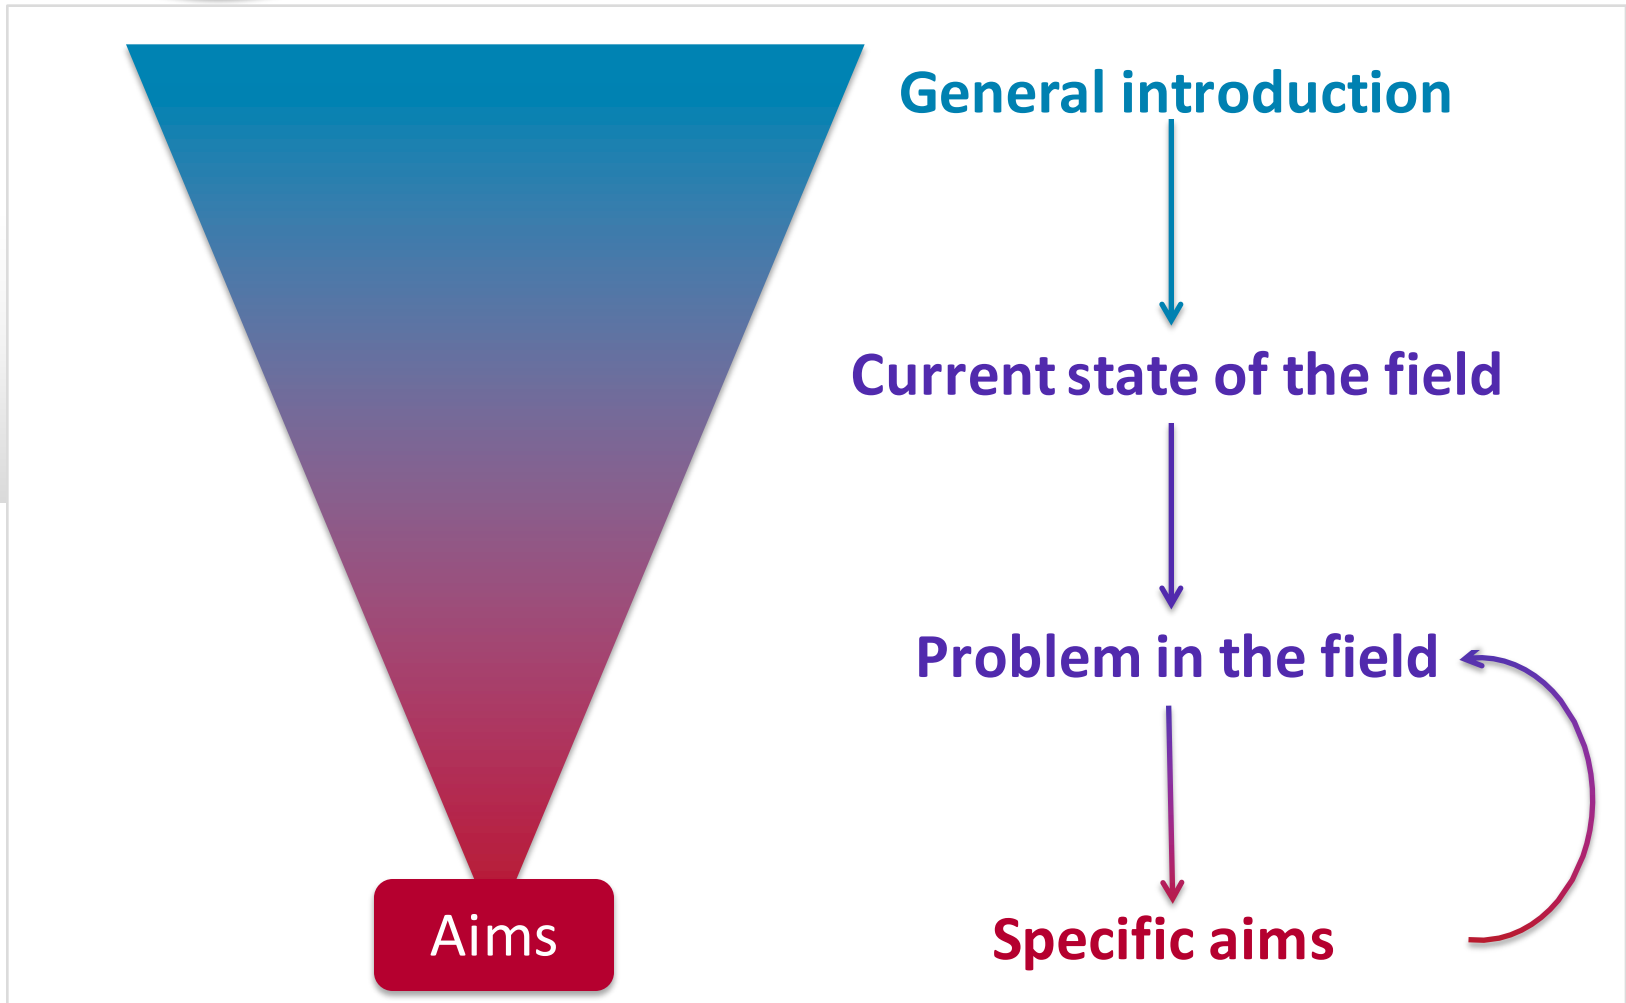 General introduction
Current state of the field
Problem in the field
Specific aims
Aims